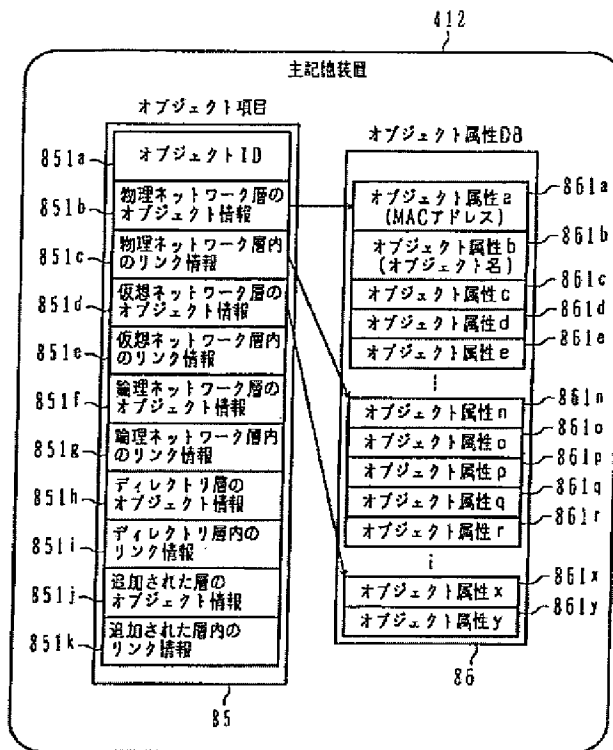 412
主記憶装置
オブジェクト項目
851a
オブジェクトID
851b
物理ネットワーク層の
オブジェクト情報
851c
物理ネットワーク層内
のリンク情報
851d
仮想ネットワーク層の
オブジェクト情報
851e
仮想ネットワーク層内
のリンク情報
851f
論理ネットワーク層の
オブジェクト情報
851g
論理ネットワーク層内
のリンク情報
851h
ディレクトリ層の
オブジェクト情報
851i
ディレクトリ層内の
リンク情報
851j
追加された層の
オブジェクト情報
851k
追加された層内の
リンク情報
85
オブジェクト属性DB
オブジェクト属性a
(MACアドレス)
861a
オブジェクト属性b
(オブジェクト名)
861b
オブジェクト属性c
861c
オブジェクト属性d
861d
オブジェクト属性e
861e
オブジェクト属性n
861n
オブジェクト属性o
861o
オブジェクト属性p
861p
オブジェクト属性q
861q
オブジェクト属性r
861r
オブジェクト属性x
861x
オブジェクト属性y
861y
86